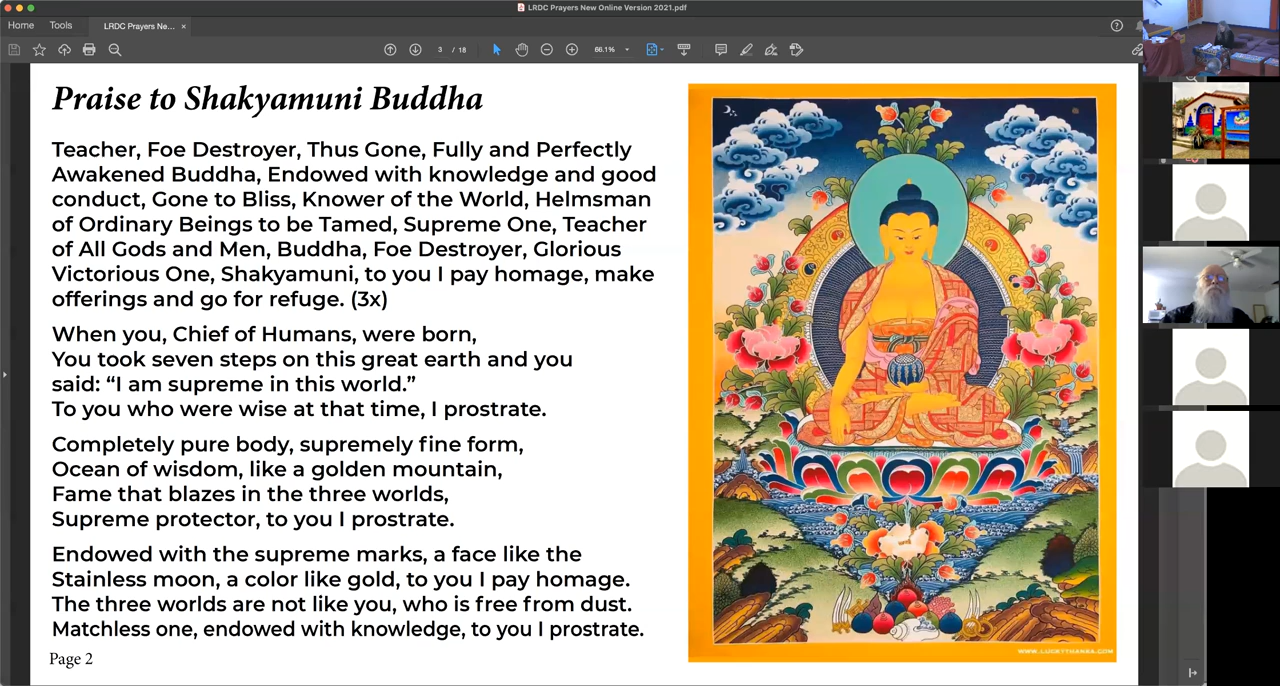 LRDC Prayers New Online Version 2021.pdf
Home Tools LRDC Prayers Ne... ×
3 / 18 66.1%
Praise to Shakyamuni Buddha
Teacher, Foe Destroyer, Thus Gone, Fully and Perfectly
Awakened Buddha, Endowed with knowledge and good
conduct, Gone to Bliss, Knower of the World, Helmsman
of Ordinary Beings to be Tamed, Supreme One, Teacher
of All Gods and Men, Buddha, Foe Destroyer, Glorious
Victorious One, Shakyamuni, to you I pay homage, make
offerings and go for refuge. (3x)
When you, Chief of Humans, were born,
You took seven steps on this great earth and you
said: “I am supreme in this world.”
To you who were wise at that time, I prostrate.
Completely pure body, supremely fine form,
Ocean of wisdom, like a golden mountain,
Fame that blazes in the three worlds,
Supreme protector, to you I prostrate.
Endowed with the supreme marks, a face like the
Stainless moon, a color like gold, to you I pay homage.
The three worlds are not like you, who is free from dust.
Matchless one, endowed with knowledge, to you I prostrate.
Page 2
WWW.LUCKYTHANKA.COM